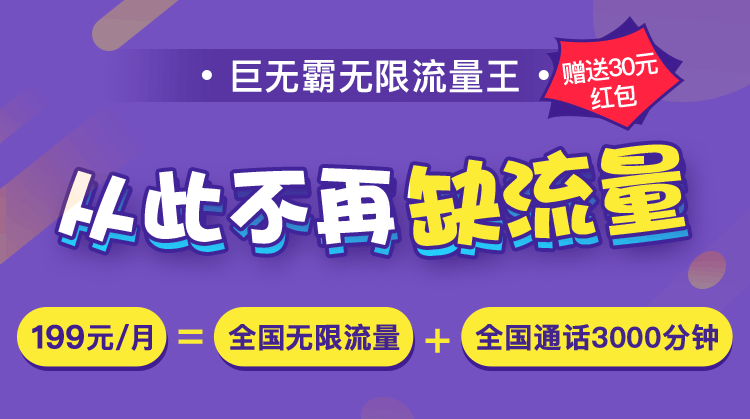 • 巨无霸无限流量王 •
赠送30元
红包
从此不再缺流量
199元/月 = 全国无限流量 + 全国通话3000分钟